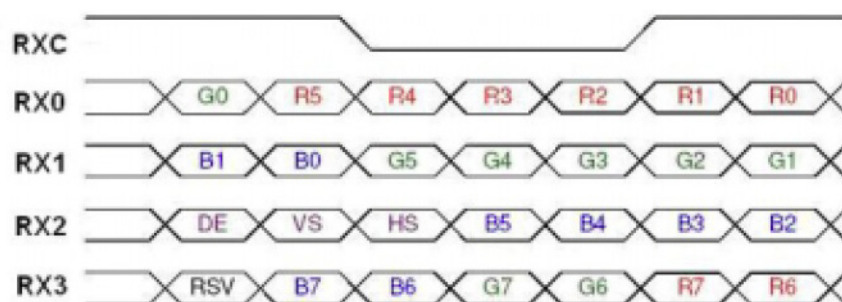 RXC
RX0 G0 R5 R4 R3 R2 R1 R0
RX1 B1 B0 G5 G4 G3 G2 G1
RX2 DE VS HS B5 B4 B3 B2
RX3 RSV B7 B6 G7 G6 R7 R6